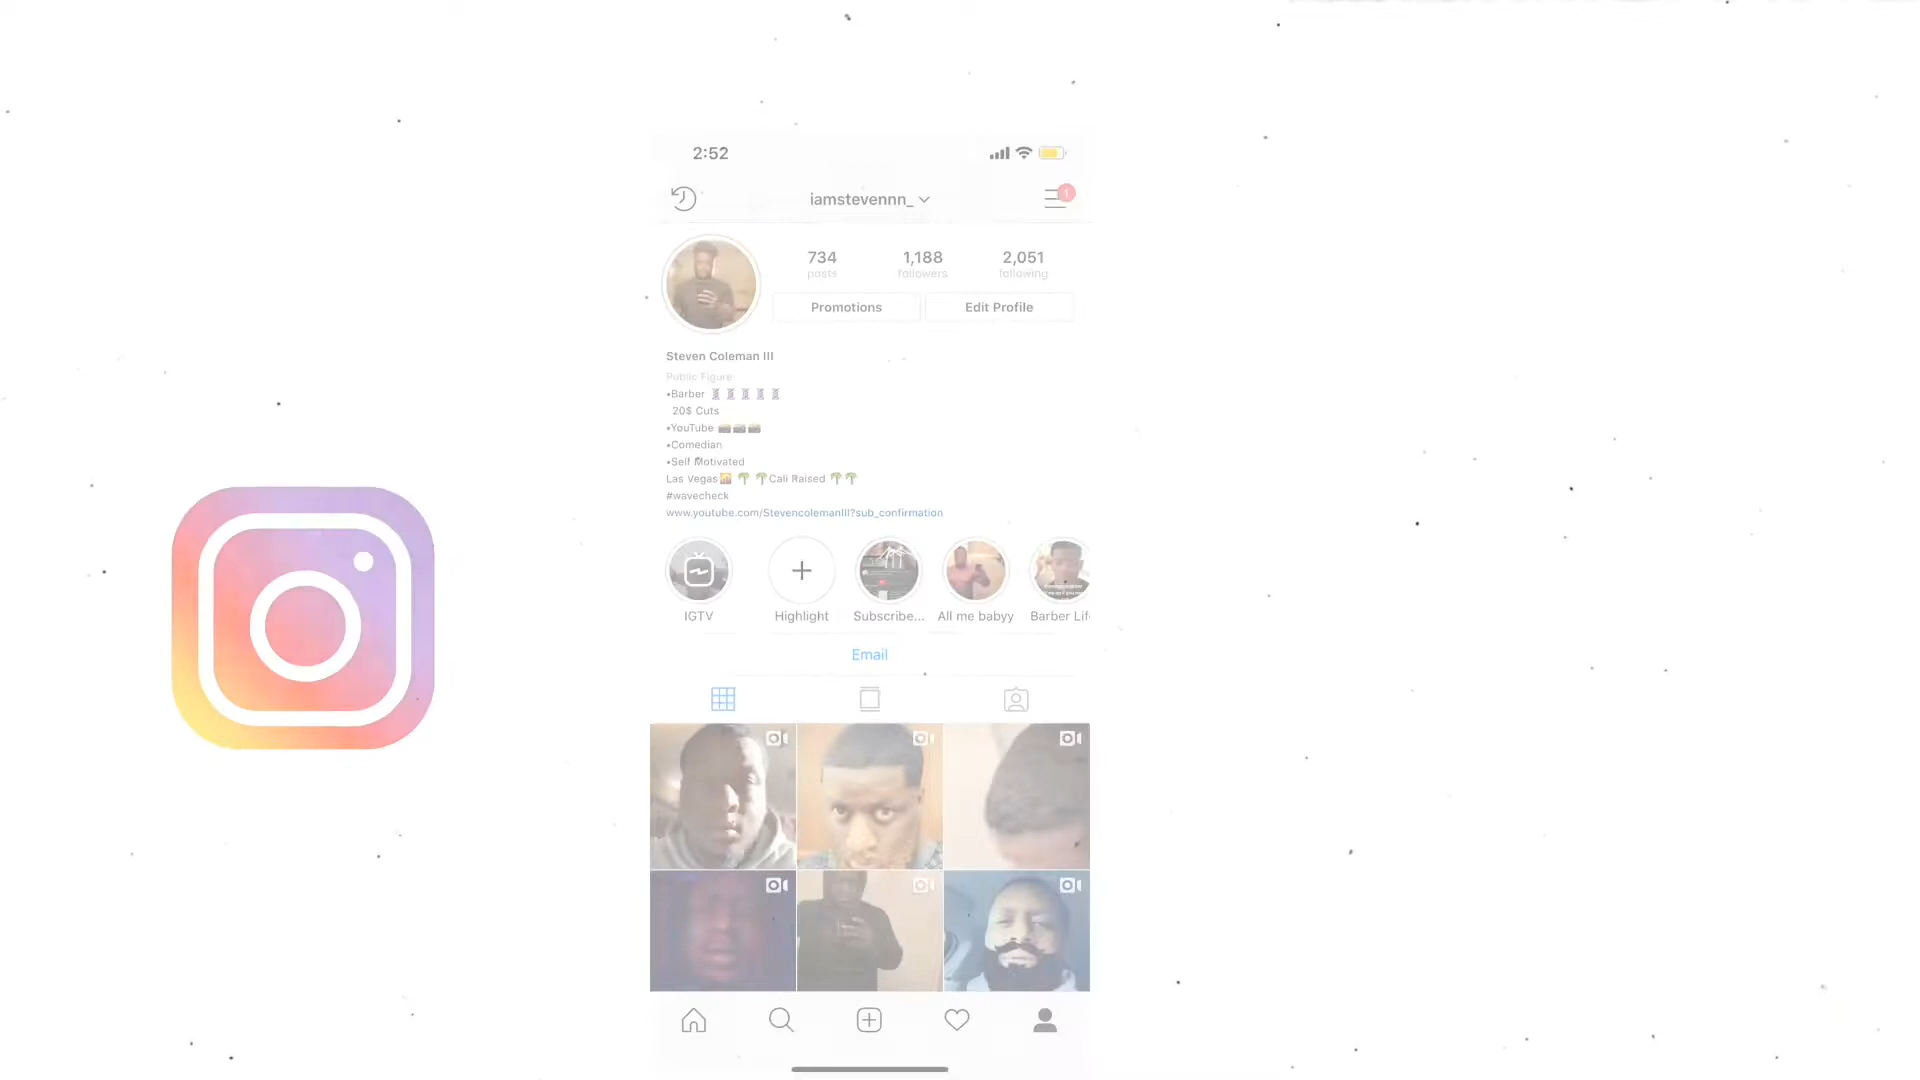 2:52
iamstevennn_
1
734 1,188 2,051
posts followers following
Promotions Edit Profile
Steven Coleman III
Public Figure
•Barber 💈💈💈💈💈
20$ Cuts
•YouTube
•Comedian
•Self Motivated
Las Vegas🌇 🌴 🌴Cali Raised 🌴🌴
#wavecheck
www.youtube.com/StevencolemanIII?sub_confirmation
IGTV Highlight Subscribe... All me babyy Barber Lif
Email